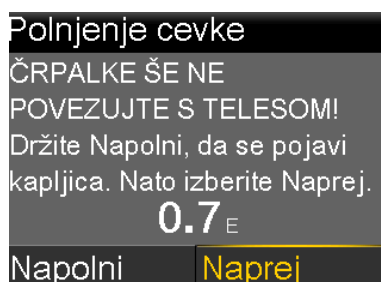 Polnjenje cevke
ČRPALKE ŠE NE
POVEZUJTE S TELESOM!
Držite Napolni, da se pojavi
kapljica. Nato izberite Naprej.
0.7 E
Napolni Naprej